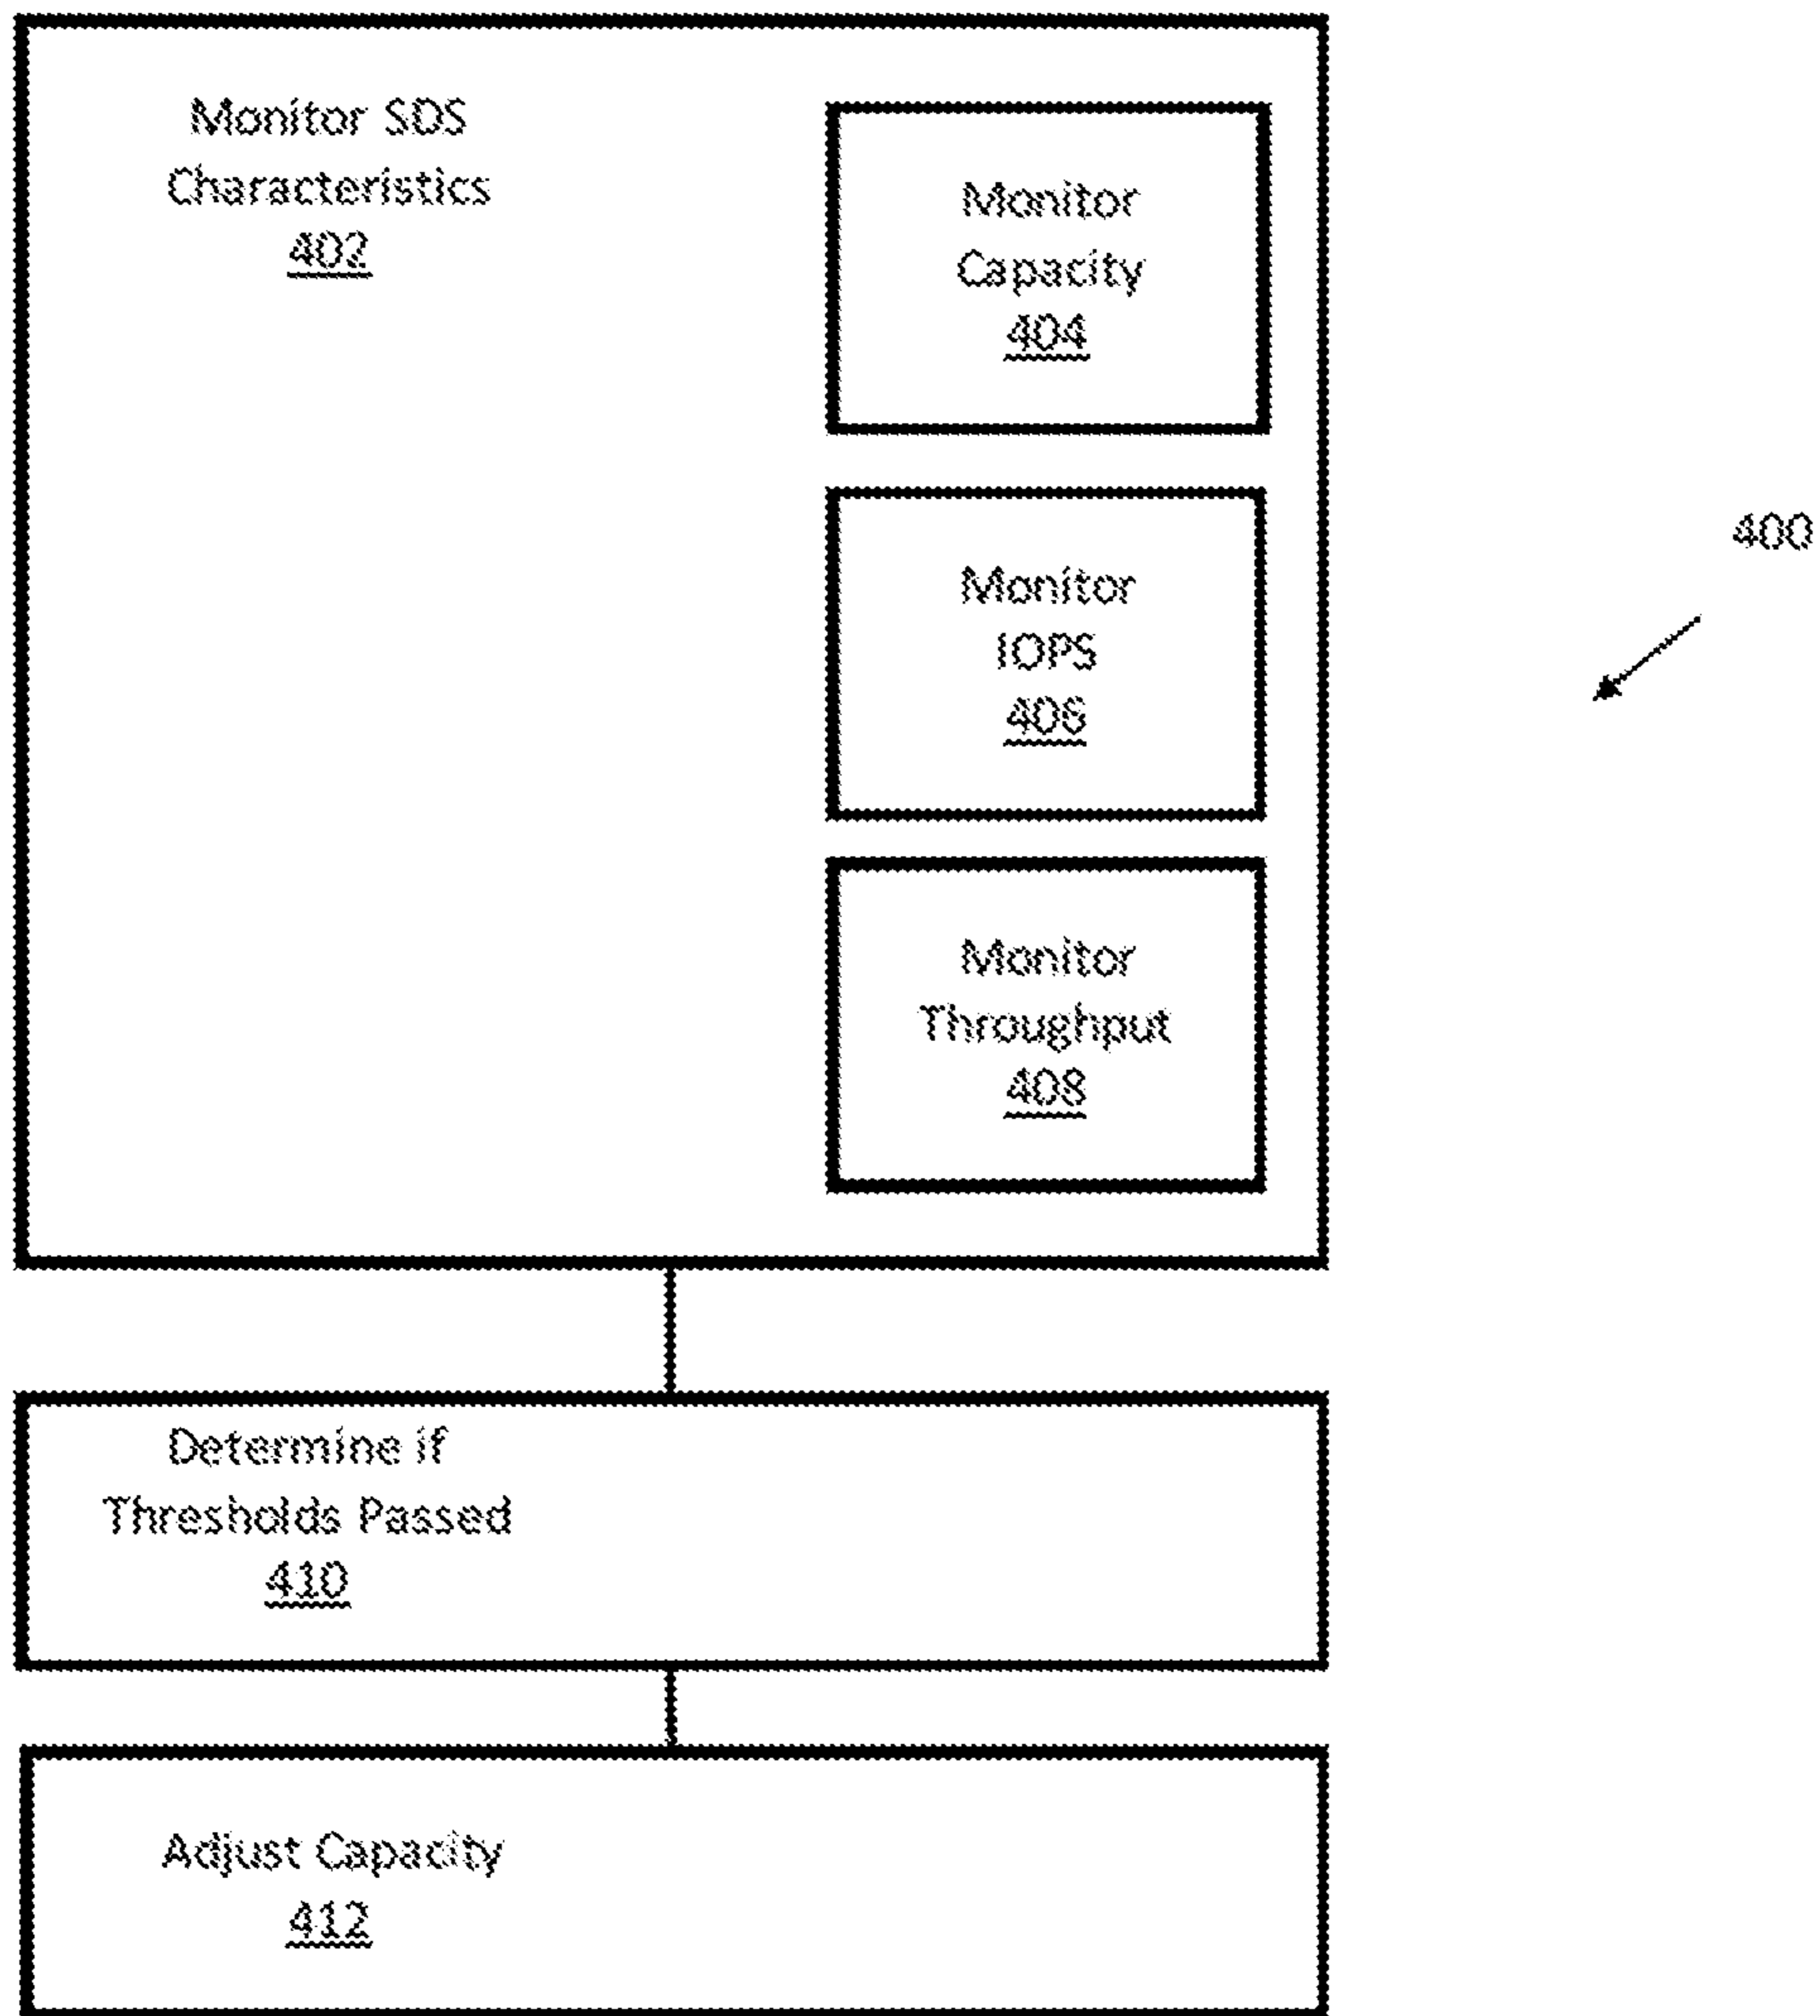 Monitor SDS
Characteristics
402
Monitor
Capacity
404
Monitor
IOPS
406
Monitor
Throughput
408
400
Determine if
Thresholds Passed
410
Adjust Capacity
412